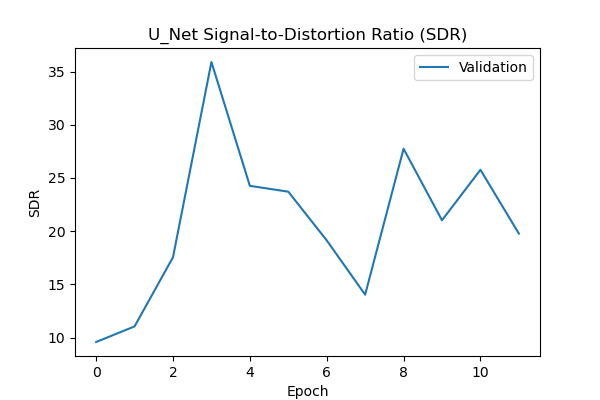 U_Net Signal-to-Distortion Ratio (SDR)
Validation
35
30
25
20
15
10
SDR
0 2 4 6 8 10
Epoch